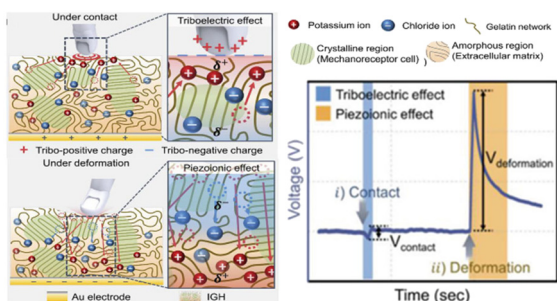 Under contact
Triboelectric effect
δ+
δ-
+ Tribo-positive charge
− Tribo-negative charge
Under deformation
Piezoionic effect
δ-
δ+
Au electrode
IGH
+ Potassium ion
− Chloride ion
Gelatin network
Crystalline region
(Mechanoreceptor cell)
Amorphous region
(Extracellular matrix)
)
Triboelectric effect
Piezoionic effect
i) Contact
V contact
V deformation
ii) Deformation
Voltage (V)
Time (sec)